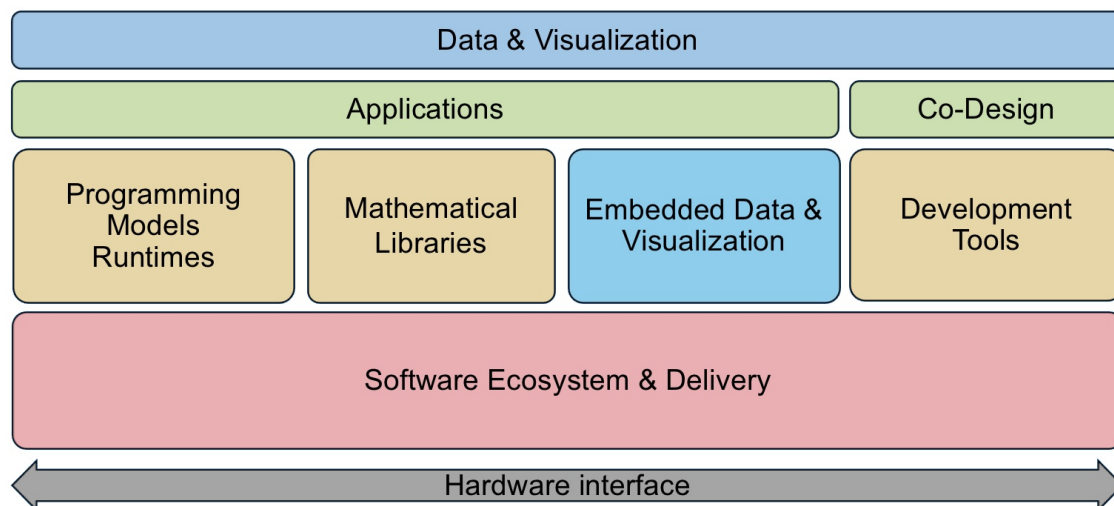 Data & Visualization
Applications
Co-Design
Programming
Models
Runtimes
Mathematical
Libraries
Embedded Data &
Visualization
Development
Tools
Software Ecosystem & Delivery
Hardware interface